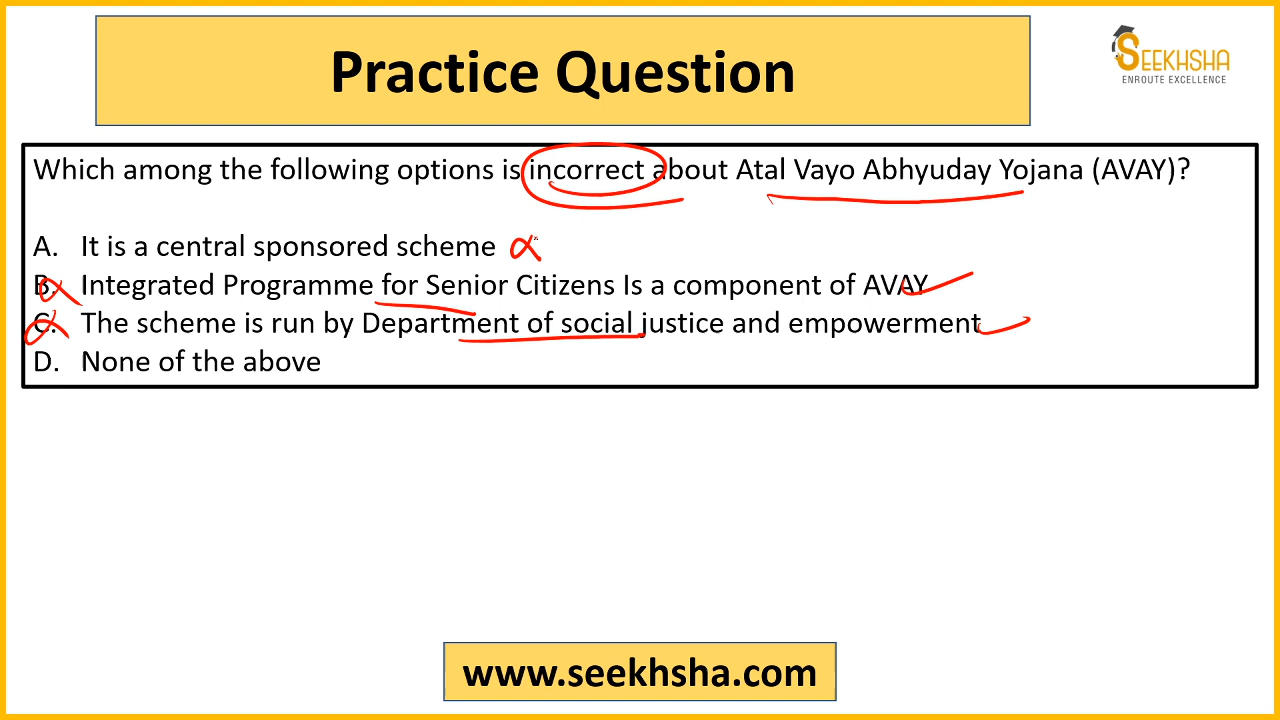 Practice Question
SEEKHSHA
ENROUTE EXCELLENCE
Which among the following options is incorrect about Atal Vayo Abhyuday Yojana (AVAY)?
A. It is a central sponsored scheme
B. Integrated Programme for Senior Citizens Is a component of AVAY
C. The scheme is run by Department of social justice and empowerment
D. None of the above
www.seekhsha.com